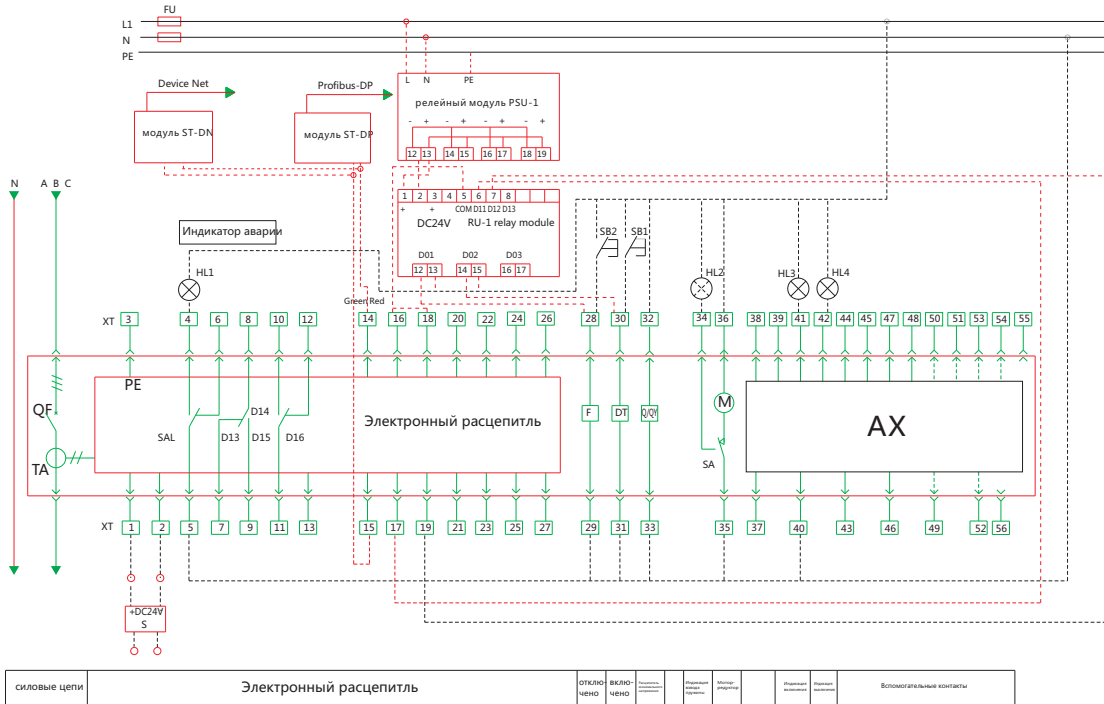 FU
L1
N
PE
Device Net
Profibus-DP
модуль ST-DN
модуль ST-DP
L N PE
релейный модуль PSU-1
- + - + - + - +
12 13 14 15 16 17 18 19
N A B C
1 2 3 4 5 6 7 8
+ + COM D11 D12 D13
DC24V RU-1 relay module
D01 D02 D03
12 13 14 15 16 17
Индикатор аварии
HL1
SB2 SB1
HL2 HL3 HL4
Green Red
XT 3 4 6 8 10 12 14 16 18 20 22 24 26 28 30 32 34 36 38 39 41 42 44 45 47 48 50 51 53 54 55
PE
QF
TA
SAL D13 D14 D15 D16
Электронный расцепитль
F DT Q/QY
M
SA
AX
XT 1 2 5 7 9 11 13 15 17 19 21 23 25 27 29 31 33 35 37 40 43 46 49 52 56
+DC24V
S
силовые цепи
Электронный расцепитль
отклю-
чено
вклю-
чено
Индикация
взвода
пружины
Мотор-
редуктор
Индикация
включения
Вспомогательные контакты